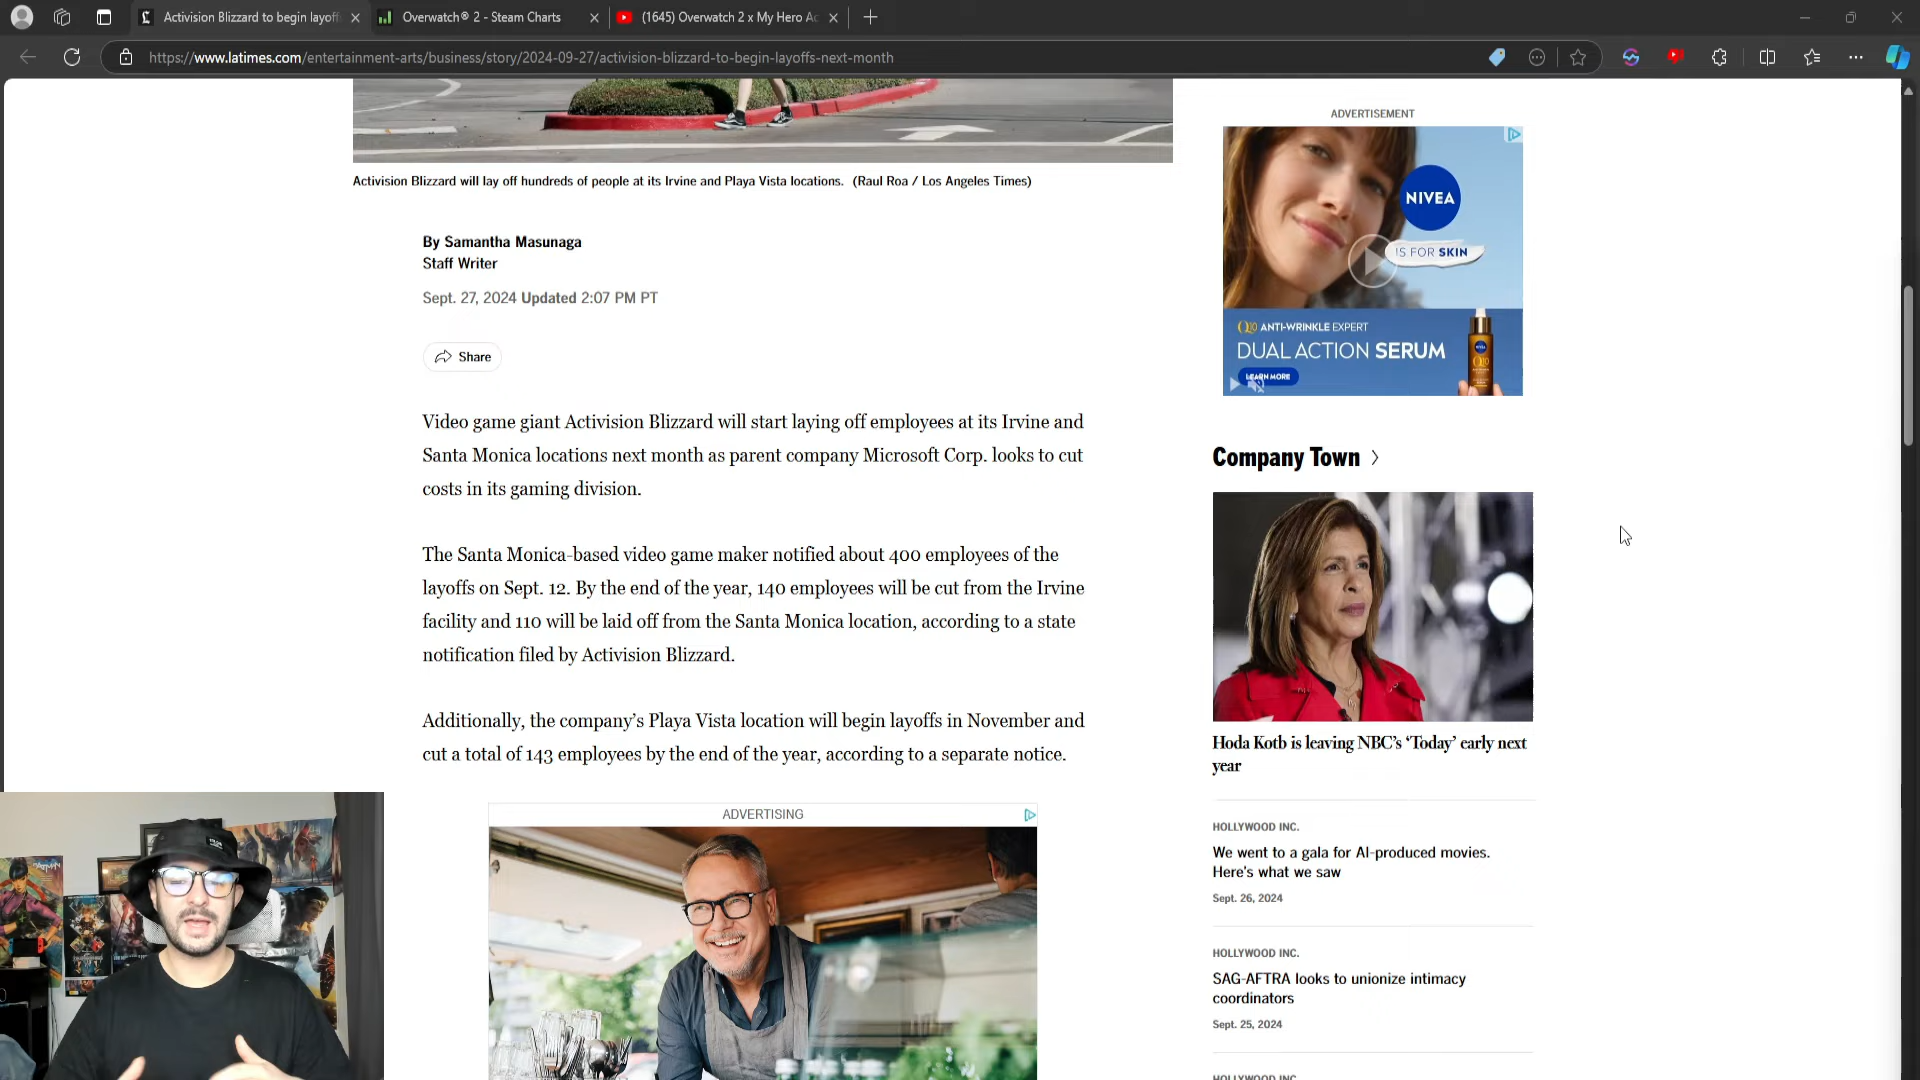 Activision Blizzard to begin layoff
Overwatch® 2 - Steam Charts
(1645) Overwatch 2 x My Hero Ac
https://www.latimes.com/entertainment-arts/business/story/2024-09-27/activision-blizzard-to-begin-layoffs-next-month
Activision Blizzard will lay off hundreds of people at its Irvine and Playa Vista locations. (Raul Roa / Los Angeles Times)
By Samantha Masunaga
Staff Writer
Sept. 27, 2024 Updated 2:07 PM PT
Share
Video game giant Activision Blizzard will start laying off employees at its Irvine and
Santa Monica locations next month as parent company Microsoft Corp. looks to cut
costs in its gaming division.
The Santa Monica-based video game maker notified about 400 employees of the
layoffs on Sept. 12. By the end of the year, 140 employees will be cut from the Irvine
facility and 110 will be laid off from the Santa Monica location, according to a state
notification filed by Activision Blizzard.
Additionally, the company’s Playa Vista location will begin layoffs in November and
cut a total of 143 employees by the end of the year, according to a separate notice.
ADVERTISING
ADVERTISEMENT
NIVEA
IS FOR SKIN
Q10 ANTI-WRINKLE EXPERT
DUAL ACTION SERUM
LEARN MORE
Company Town
Hoda Kotb is leaving NBC’s ‘Today’ early next
year
HOLLYWOOD INC.
We went to a gala for AI-produced movies.
Here's what we saw
Sept. 26, 2024
HOLLYWOOD INC.
SAG-AFTRA looks to unionize intimacy
coordinators
Sept. 25, 2024
HOLLYWOOD INC.